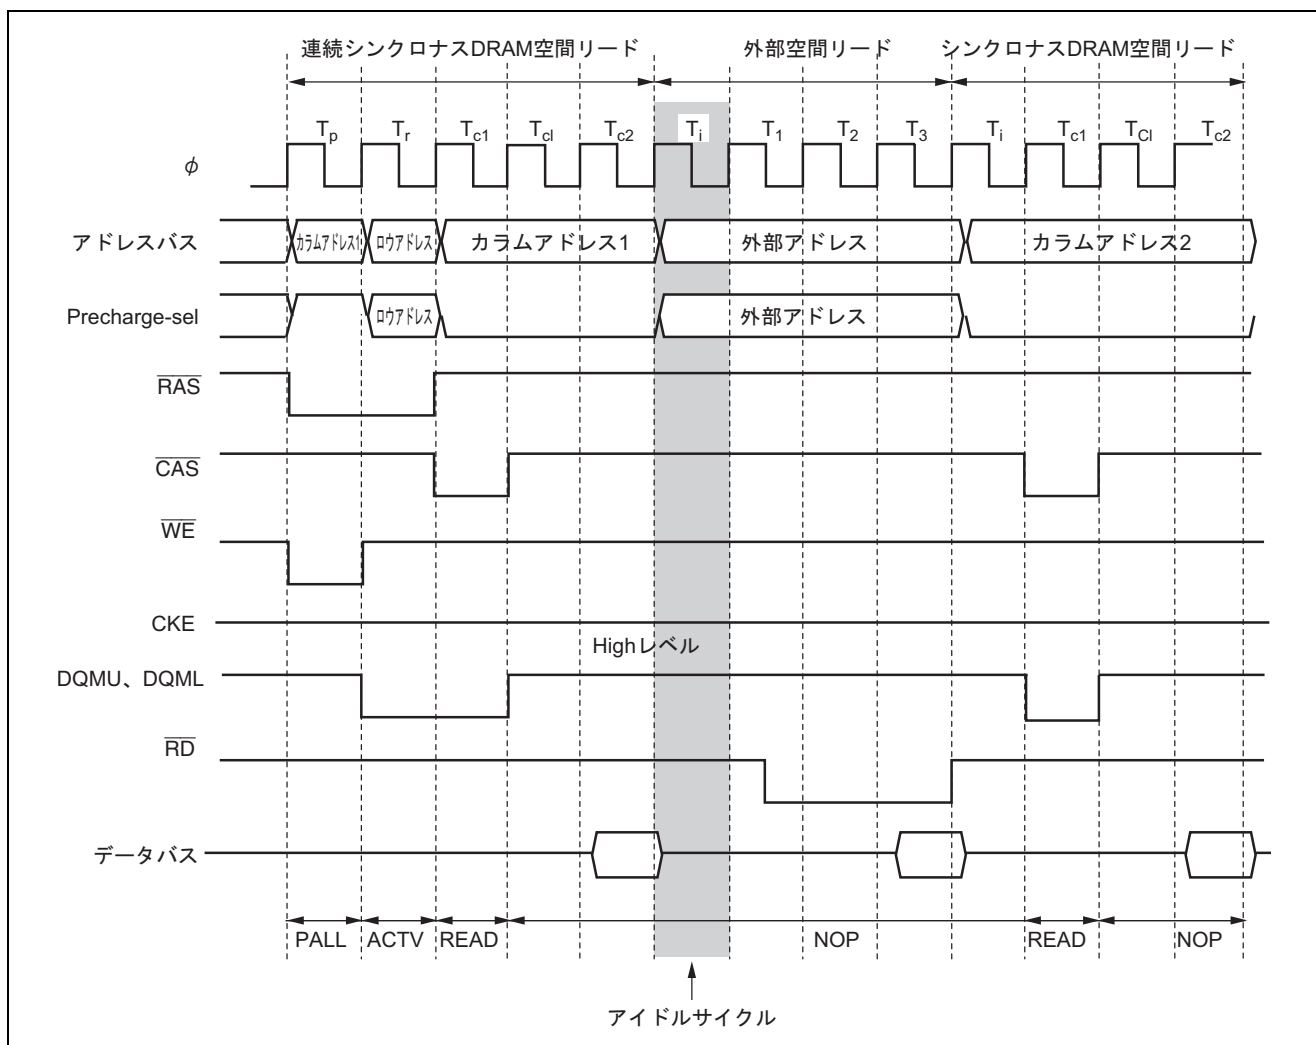 連続シンクロナスDRAM空間リード 外部空間リード シンクロナスDRAM空間リード
Tp Tr Tc1 Tcl Tc2 Ti T1 T2 T3 Ti Tc1 TCl Tc2
φ
アドレスバス カラムアドレス1 ロウアドレス カラムアドレス1 外部アドレス カラムアドレス2
Precharge-sel ロウアドレス 外部アドレス
RAS
CAS
WE
CKE
Highレベル
DQMU、DQML
RD
データバス
PALL ACTV READ NOP READ NOP
アイドルサイクル